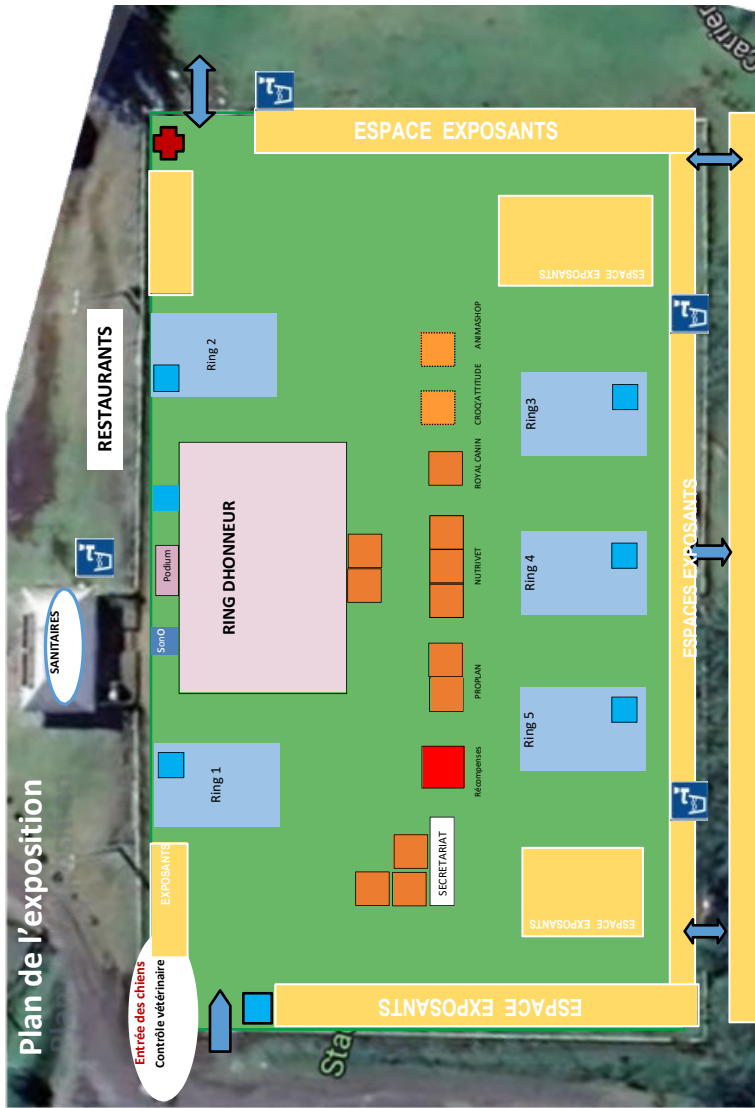 Plan de l'exposition
Entrée des chiens
Contrôle vétérinaire
SANITAIRES
RESTAURANTS
EXPOSANTS
Ring 1
SonO
Podium
RING DHONNEUR
Ring 2
SECRETARIAT
Récompenses
PROPLAN
NUTRIVET
ROYAL CANIN
CROQ'ATTITUDE
ANIMASHOP
Ring 5
Ring 4
Ring3
ESPACE EXPOSANTS
ESPACE EXPOSANTS
ESPACE EXPOSANTS
ESPACE EXPOSANTS
ESPACES EXPOSANTS
Sta
Carrier